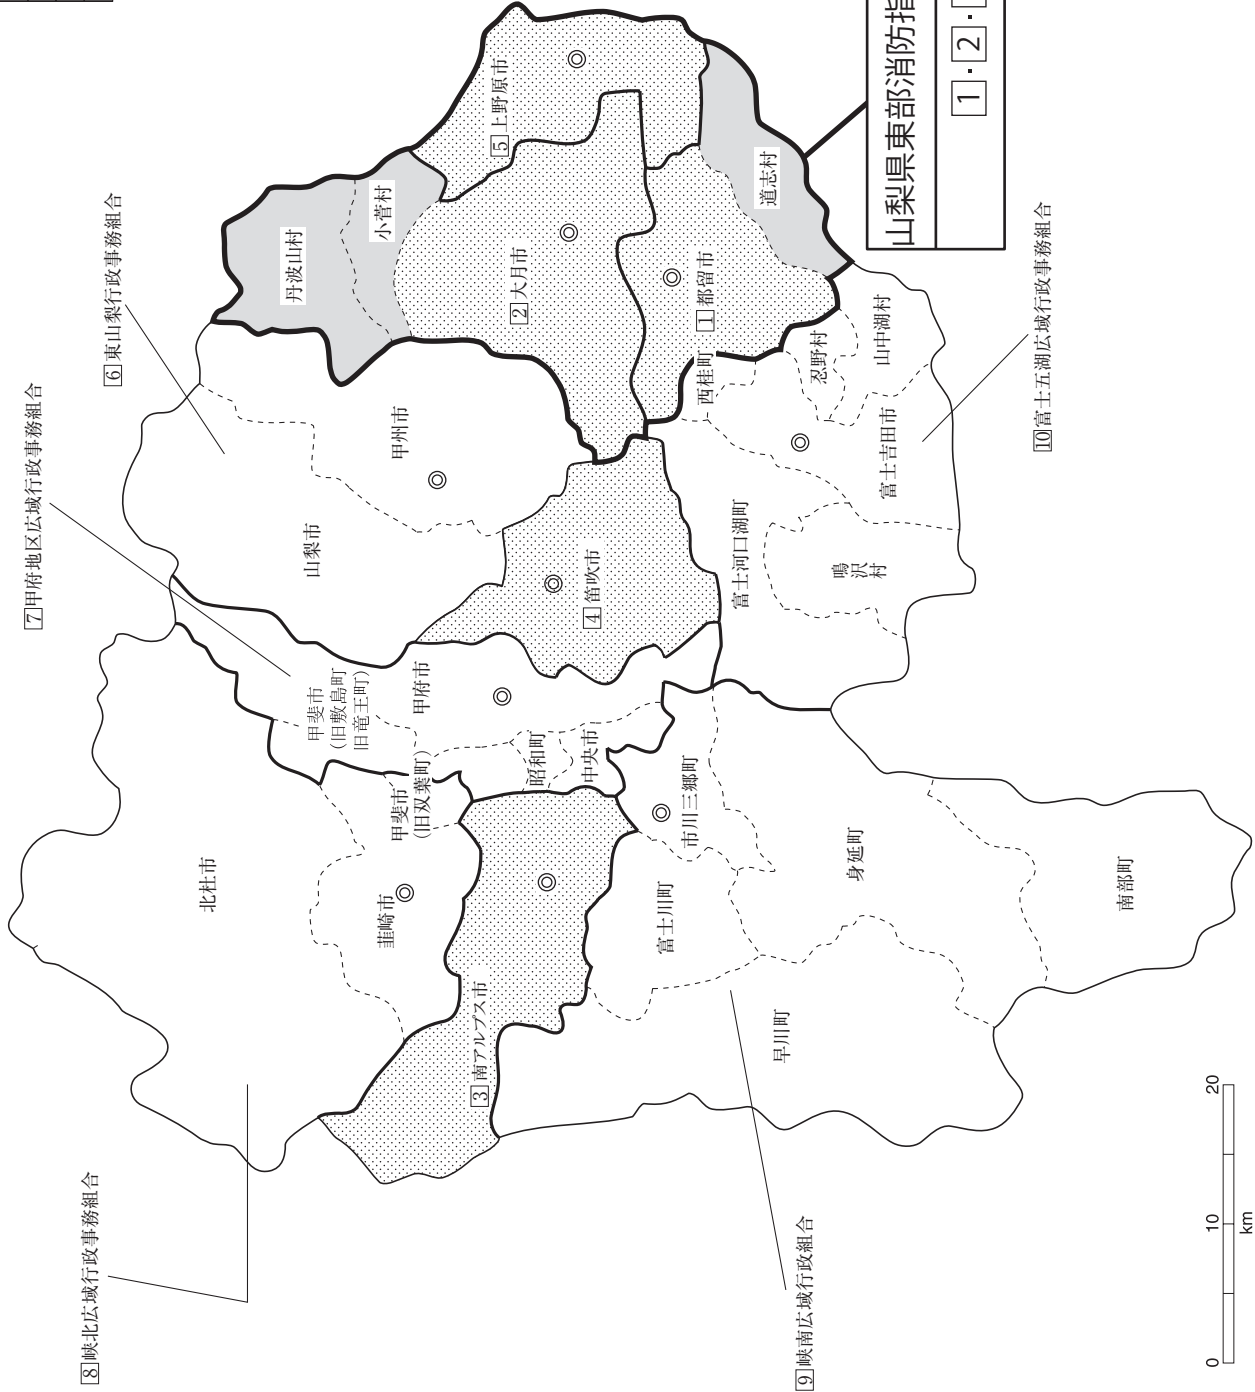 8 峡北広域行政事務組合
7 甲府地区広域行政事務組合
6 東山梨行政事務組合
丹波山村
小菅村
5 上野原市
2 大月市
1 都留市
道志村
北杜市
韮崎市
甲斐市
(旧双葉町)
甲斐市
(旧敷島町
旧竜王町)
甲府市
昭和町
中央市
山梨市
甲州市
4 笛吹市
3 南アルプス市
西桂町
忍野村
山中湖村
富士吉田市
富士河口湖町
鳴沢村
市川三郷町
富士川町
身延町
早川町
南部町
9 峡南広域行政組合
10 富士五湖広域行政事務組合
山梨県東部消防指
1・2・
0 10 20
km